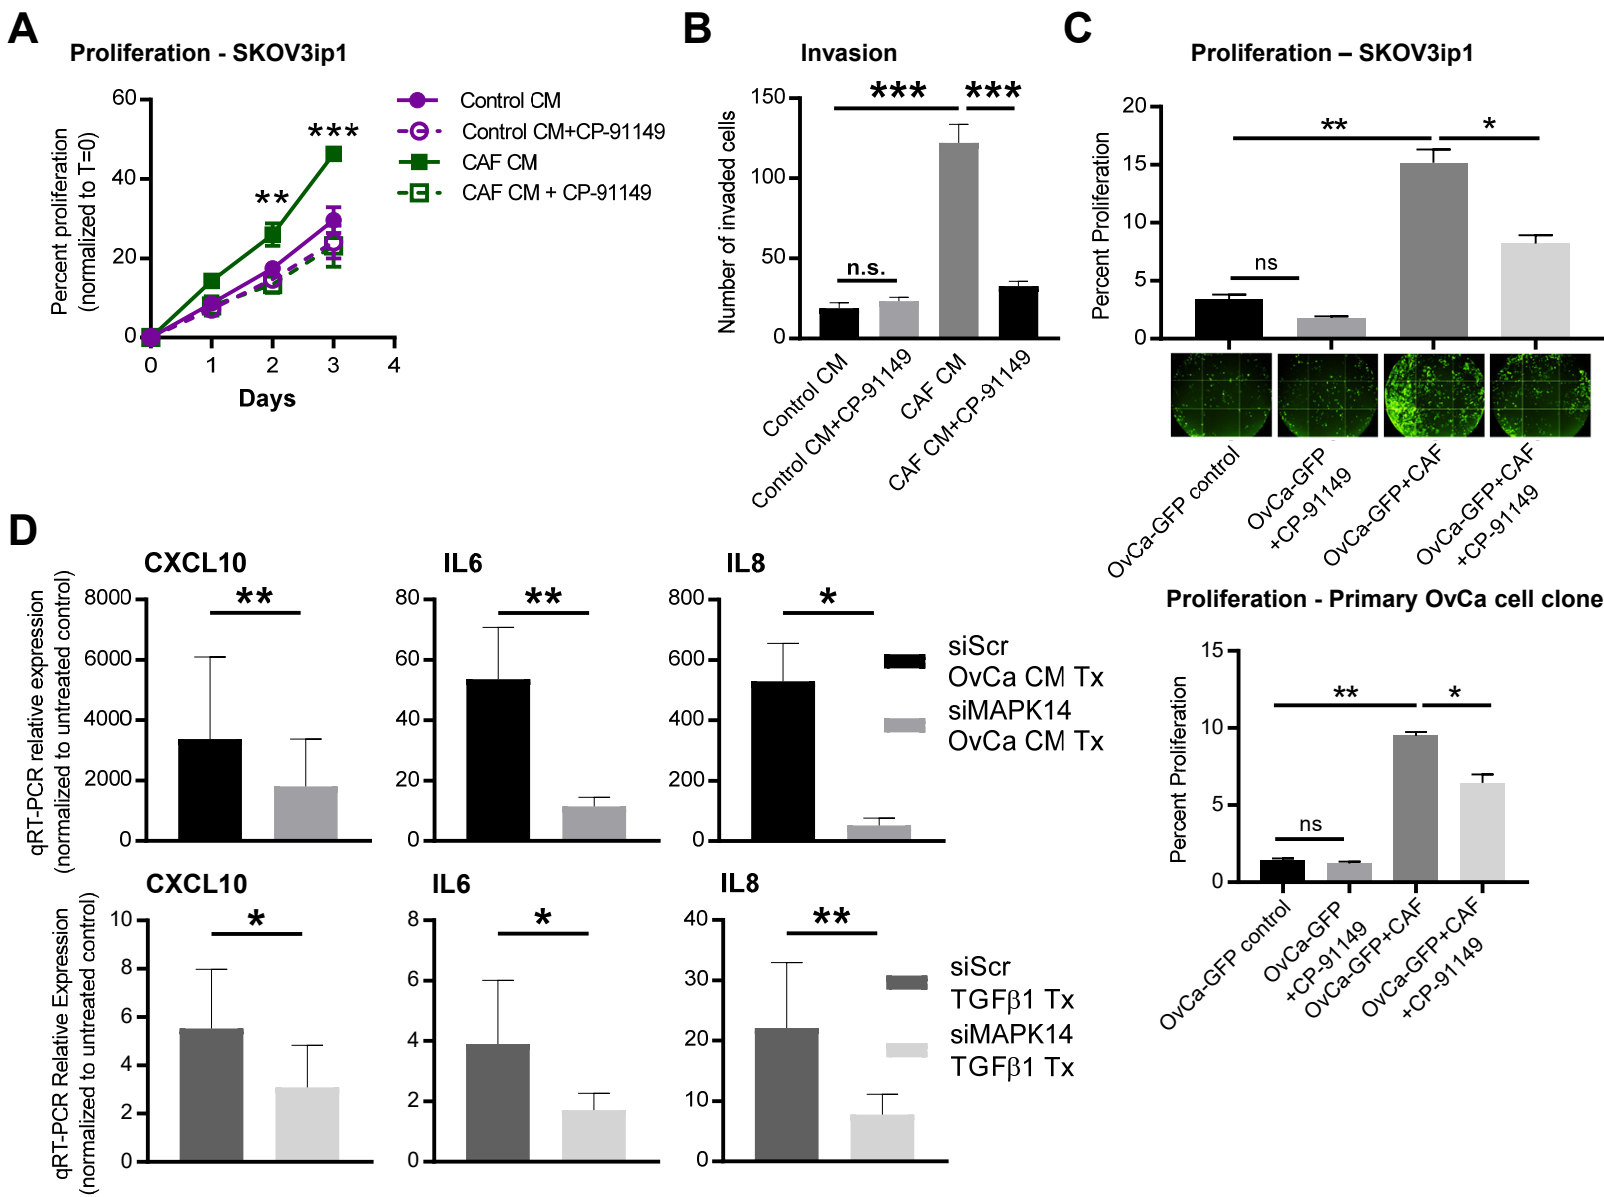 A
Proliferation - SKOV3ip1
Percent proliferation
(normalized to T=0)
60
40
20
0
0
1
2
3
4
Days
**
***
Control CM
Control CM+CP-91149
CAF CM
CAF CM + CP-91149
B
Invasion
Number of invaded cells
150
100
50
0
n.s.
***
***
Control CM
Control CM+CP-91149
CAF CM
CAF CM+CP-91149
C
Proliferation – SKOV3ip1
Percent Proliferation
20
15
10
5
0
ns
**
*
OvCa-GFP control
OvCa-GFP
+CP-91149
OvCa-GFP+CAF
OvCa-GFP+CAF
+CP-91149
Proliferation - Primary OvCa cell clone
Percent Proliferation
15
10
5
0
ns
**
*
OvCa-GFP control
OvCa-GFP
+CP-91149
OvCa-GFP+CAF
OvCa-GFP+CAF
+CP-91149
D
qRT-PCR relative expression
(normalized to untreated control)
CXCL10
8000
6000
4000
2000
0
**
IL6
80
60
40
20
0
**
IL8
800
600
400
200
0
*
siScr
OvCa CM Tx
siMAPK14
OvCa CM Tx
qRT-PCR Relative Expression
(normalized to untreated control)
CXCL10
10
8
6
4
2
0
*
IL6
8
6
4
2
0
*
IL8
40
30
20
10
0
**
siScr
TGFβ1 Tx
siMAPK14
TGFβ1 Tx